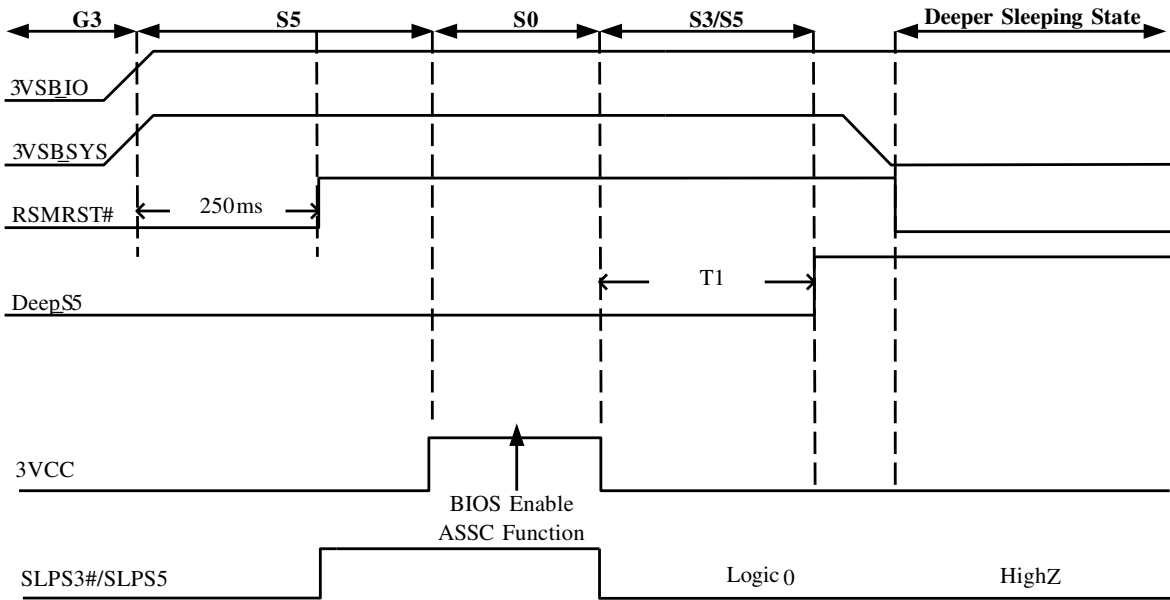 G3 S5 S0 S3/S5 Deeper Sleeping State
3VSB_IO
3VSB_SYS
250ms
RSMRST#
T1
Deep_S5
3VCC
BIOS Enable
ASSC Function
SLPS3#/SLPS5 Logic 0 HighZ